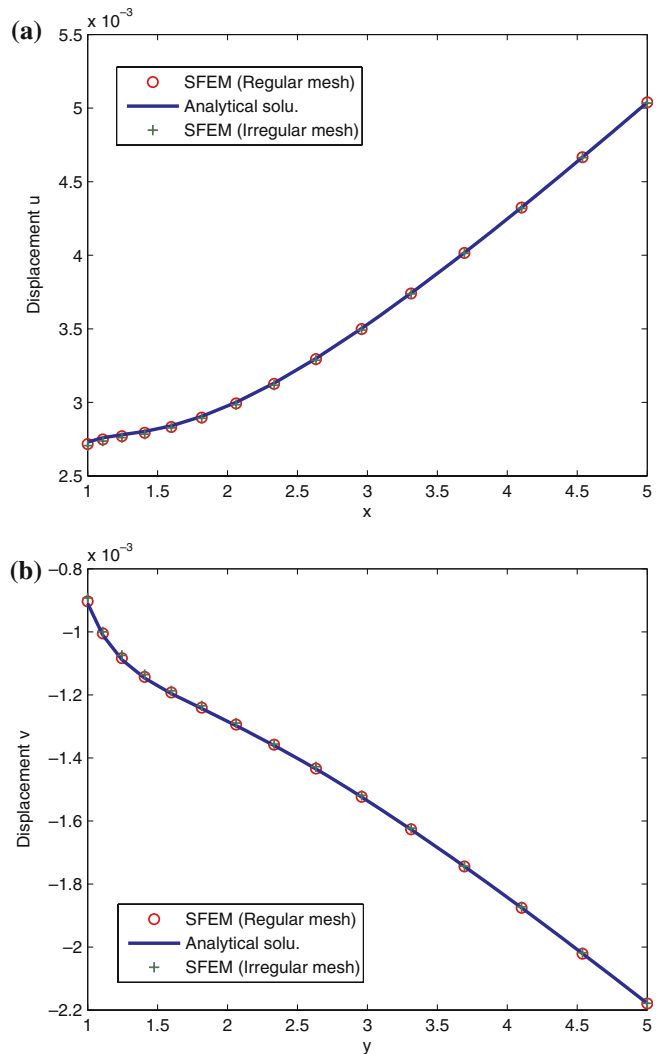 (a)
x 10⁻³
5.5
5
4.5
4
3.5
3
2.5
Displacement u
SFEM (Regular mesh)
Analytical solu.
SFEM (Irregular mesh)
1 1.5 2 2.5 3 3.5 4 4.5 5
x
(b)
x 10⁻³
−0.8
−1
−1.2
−1.4
−1.6
−1.8
−2
−2.2
Displacement v
SFEM (Regular mesh)
Analytical solu.
SFEM (Irregular mesh)
1 1.5 2 2.5 3 3.5 4 4.5 5
y